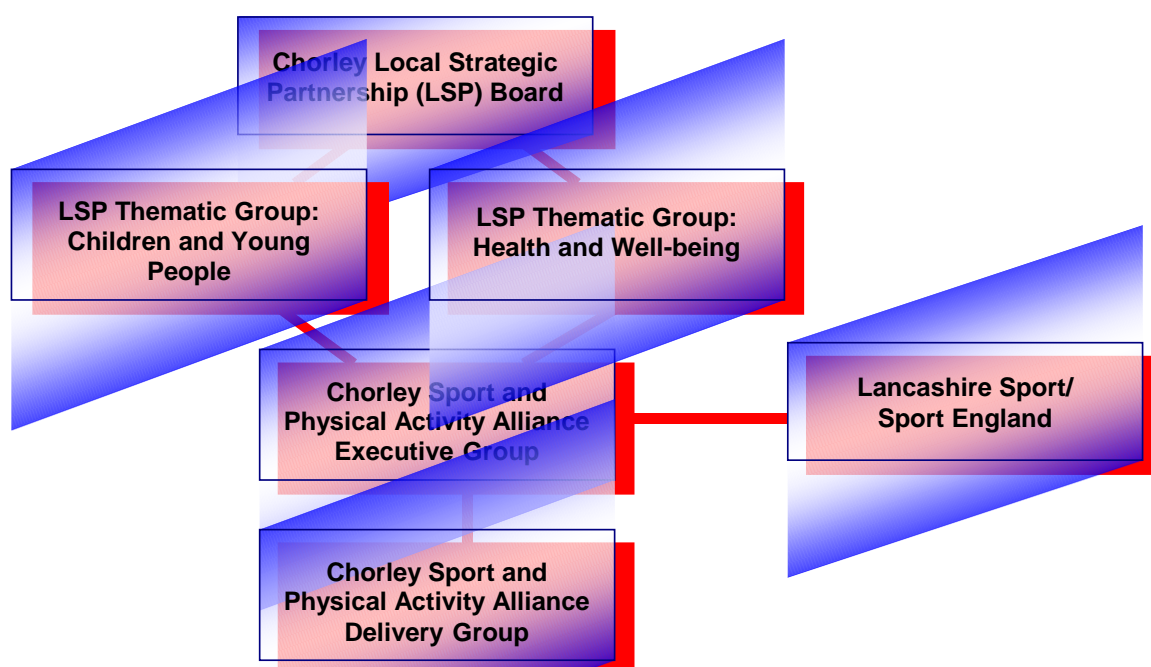 Chorley Local Strategic
Partnership (LSP) Board
LSP Thematic Group:
Children and Young
People
LSP Thematic Group:
Health and Well-being
Chorley Sport and
Physical Activity Alliance
Executive Group
Lancashire Sport/
Sport England
Chorley Sport and
Physical Activity Alliance
Delivery Group